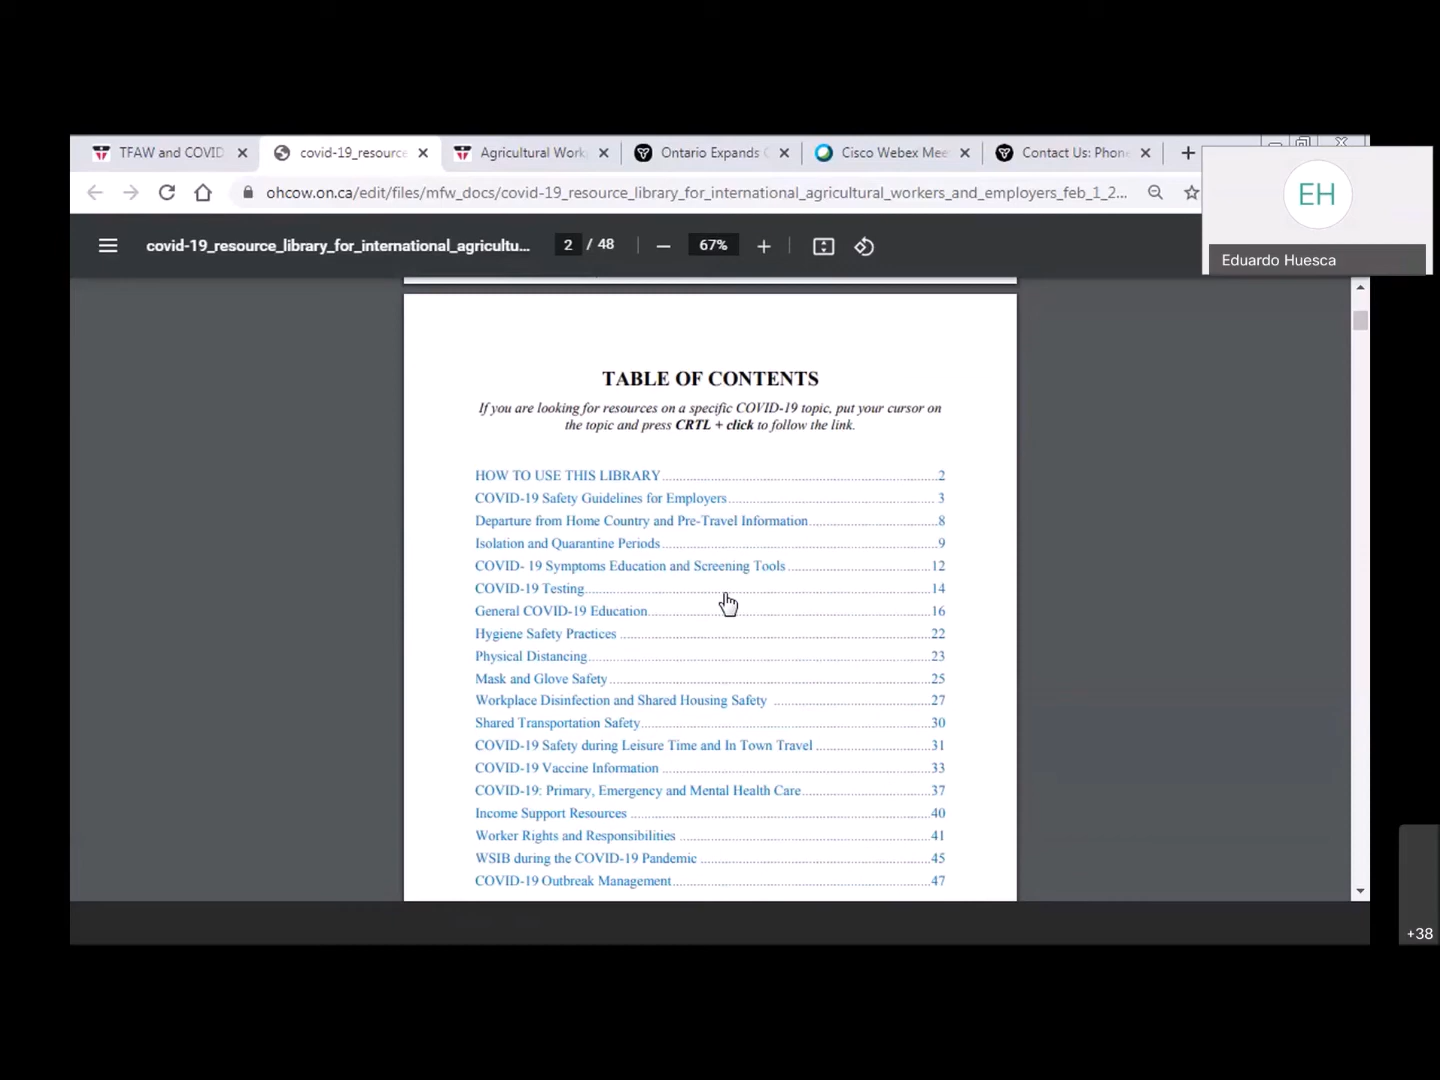 TFAW and COVID
covid-19_resource
Agricultural Work
Ontario Expands C
Cisco Webex Mee
Contact Us: Phon
ohcow.on.ca/edit/files/mfw_docs/covid-19_resource_library_for_international_agricultural_workers_and_employers_feb_1_2...
EH
Eduardo Huesca
covid-19_resource_library_for_international_agricultu...
2 / 48
67%
TABLE OF CONTENTS
If you are looking for resources on a specific COVID-19 topic, put your cursor on
the topic and press CRTL + click to follow the link.
HOW TO USE THIS LIBRARY 2
COVID-19 Safety Guidelines for Employers 3
Departure from Home Country and Pre-Travel Information 8
Isolation and Quarantine Periods 9
COVID- 19 Symptoms Education and Screening Tools 12
COVID-19 Testing 14
General COVID-19 Education 16
Hygiene Safety Practices 22
Physical Distancing 23
Mask and Glove Safety 25
Workplace Disinfection and Shared Housing Safety 27
Shared Transportation Safety 30
COVID-19 Safety during Leisure Time and In Town Travel 31
COVID-19 Vaccine Information 33
COVID-19: Primary, Emergency and Mental Health Care 37
Income Support Resources 40
Worker Rights and Responsibilities 41
WSIB during the COVID-19 Pandemic 45
COVID-19 Outbreak Management 47
+38